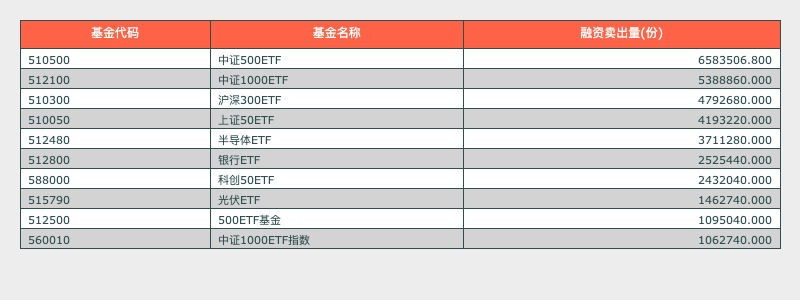 基金代码 基金名称 融资卖出量(份)
510500 中证500ETF 6583506.800
512100 中证1000ETF 5388860.000
510300 沪深300ETF 4792680.000
510050 上证50ETF 4193220.000
512480 半导体ETF 3711280.000
512800 银行ETF 2525440.000
588000 科创50ETF 2432040.000
515790 光伏ETF 1462740.000
512500 500ETF基金 1095040.000
560010 中证1000ETF指数 1062740.000